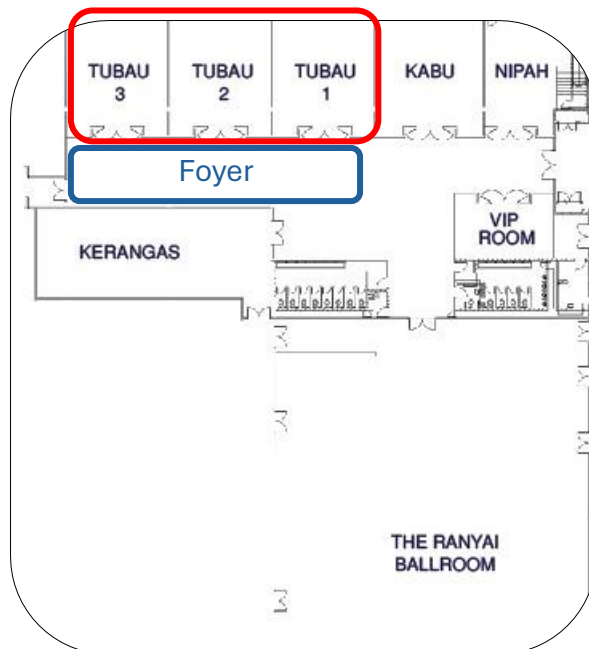 TUBAU
3
TUBAU
2
TUBAU
1
KABU
NIPAH
Foyer
VIP
ROOM
KERANGAS
THE RANYAI
BALLROOM